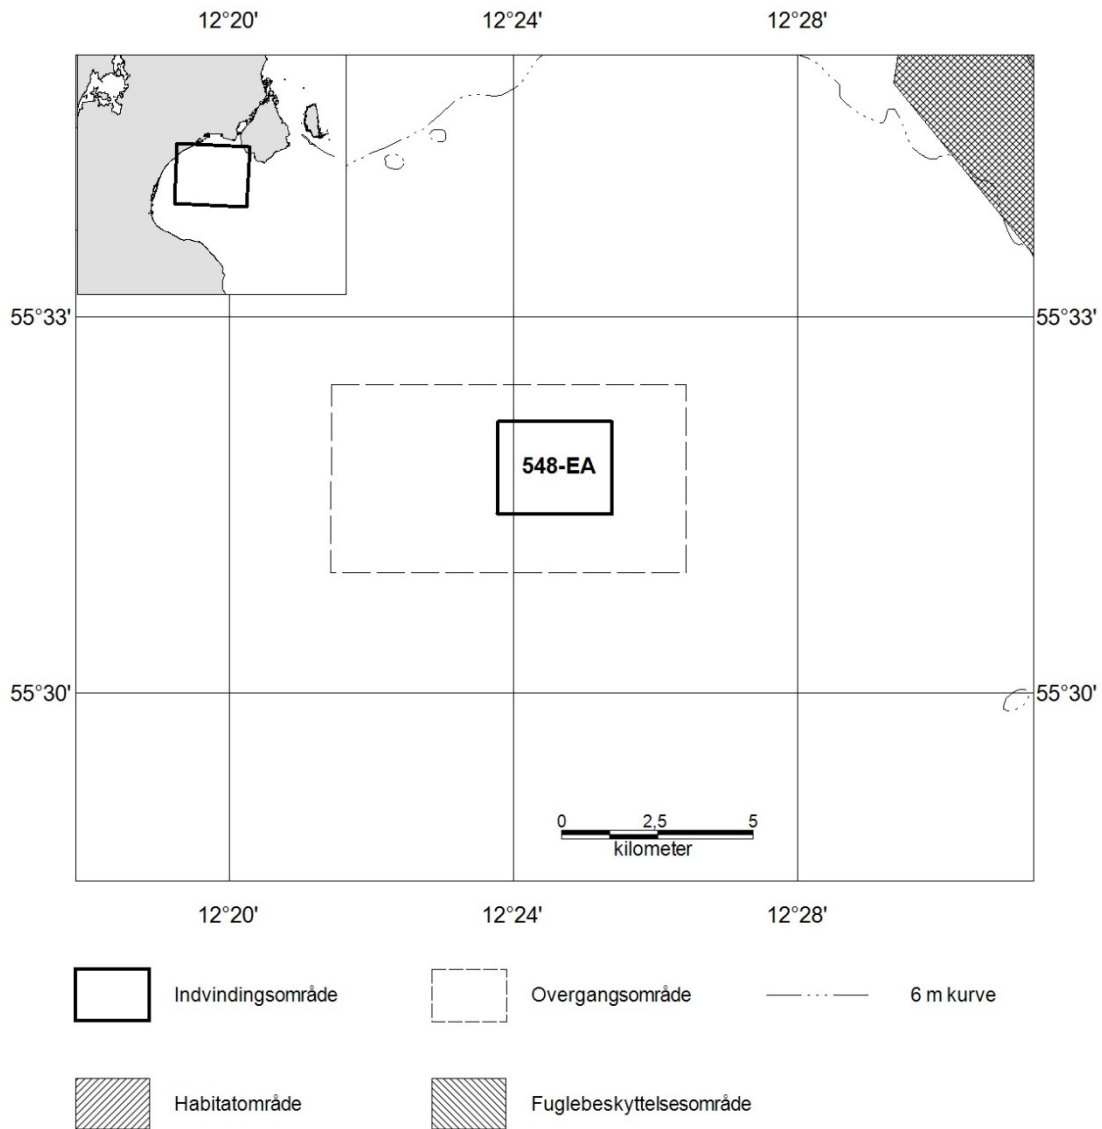 12°20' 12°24' 12°28'
55°33' 55°33'
548-EA
55°30' 55°30'
0 2,5 5
kilometer
12°20' 12°24' 12°28'
Indvindingsområde Overgangsområde 6 m kurve
Habitatområde Fuglebeskyttelsesområde